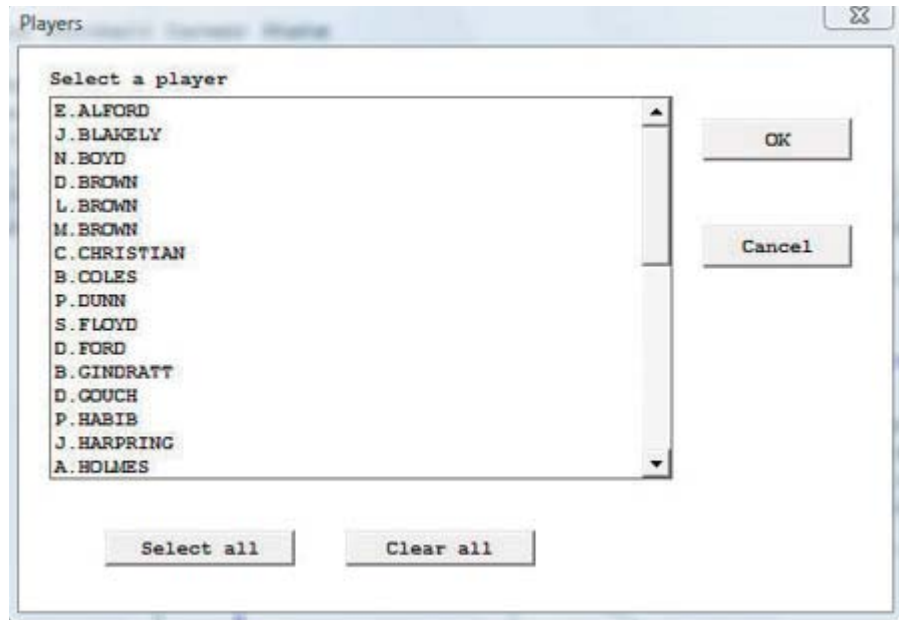 Players
Select a player
E.ALFORD
J.BLAKELY
N.BOYD
D.BROWN
L.BROWN
M.BROWN
C.CHRISTIAN
B.COLES
P.DUNN
S.FLOYD
D.FORD
B.GINDRATT
D.GOUCH
P.HABIB
J.HARPRING
A.HOLMES
OK
Cancel
Select all
Clear all